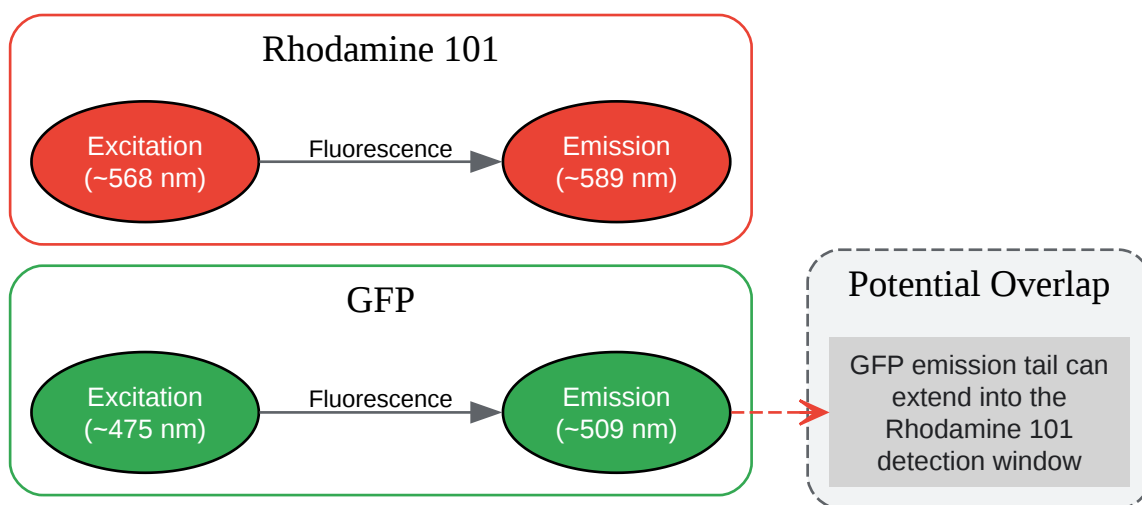 Rhodamine 101
Excitation
(~568 nm)
Fluorescence
Emission
(~589 nm)
GFP
Excitation
(~475 nm)
Fluorescence
Emission
(~509 nm)
Potential Overlap
GFP emission tail can
extend into the
Rhodamine 101
detection window